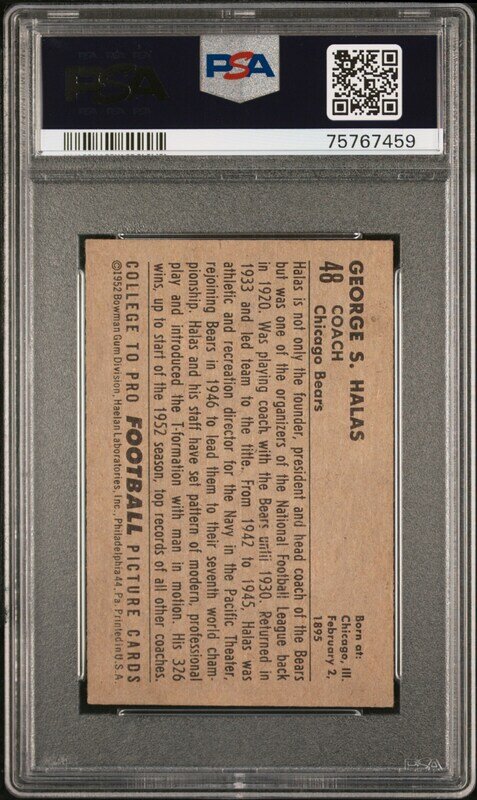 PSA
PSA
75767459
GEORGE S. HALAS
48 COACH
Chicago Bears
Born at:
Chicago, Ill.
February 2,
1895
Halas is not only the founder, president and head coach of the Bears
but was one of the organizers of the National Football League back
in 1920. Was playing coach with the Bears until 1930. Returned in
1933 and led team to the title. From 1942 to 1945, Halas was
athletic and recreation director for the Navy in the Pacific Theater,
rejoining Bears in 1946 to lead them to their seventh world cham-
pionship. Halas and his staff have set pattern of modern, professional
play and introduced the T-formation with man in motion. His 326
wins, up to start of the 1952 season, top records of all other coaches.
COLLEGE TO PRO FOOTBALL PICTURE CARDS
©1952 Bowman Gum Division, Haelan Laboratories, Inc., Philadelphia 44, Pa. Printed in U.S.A.
PSA